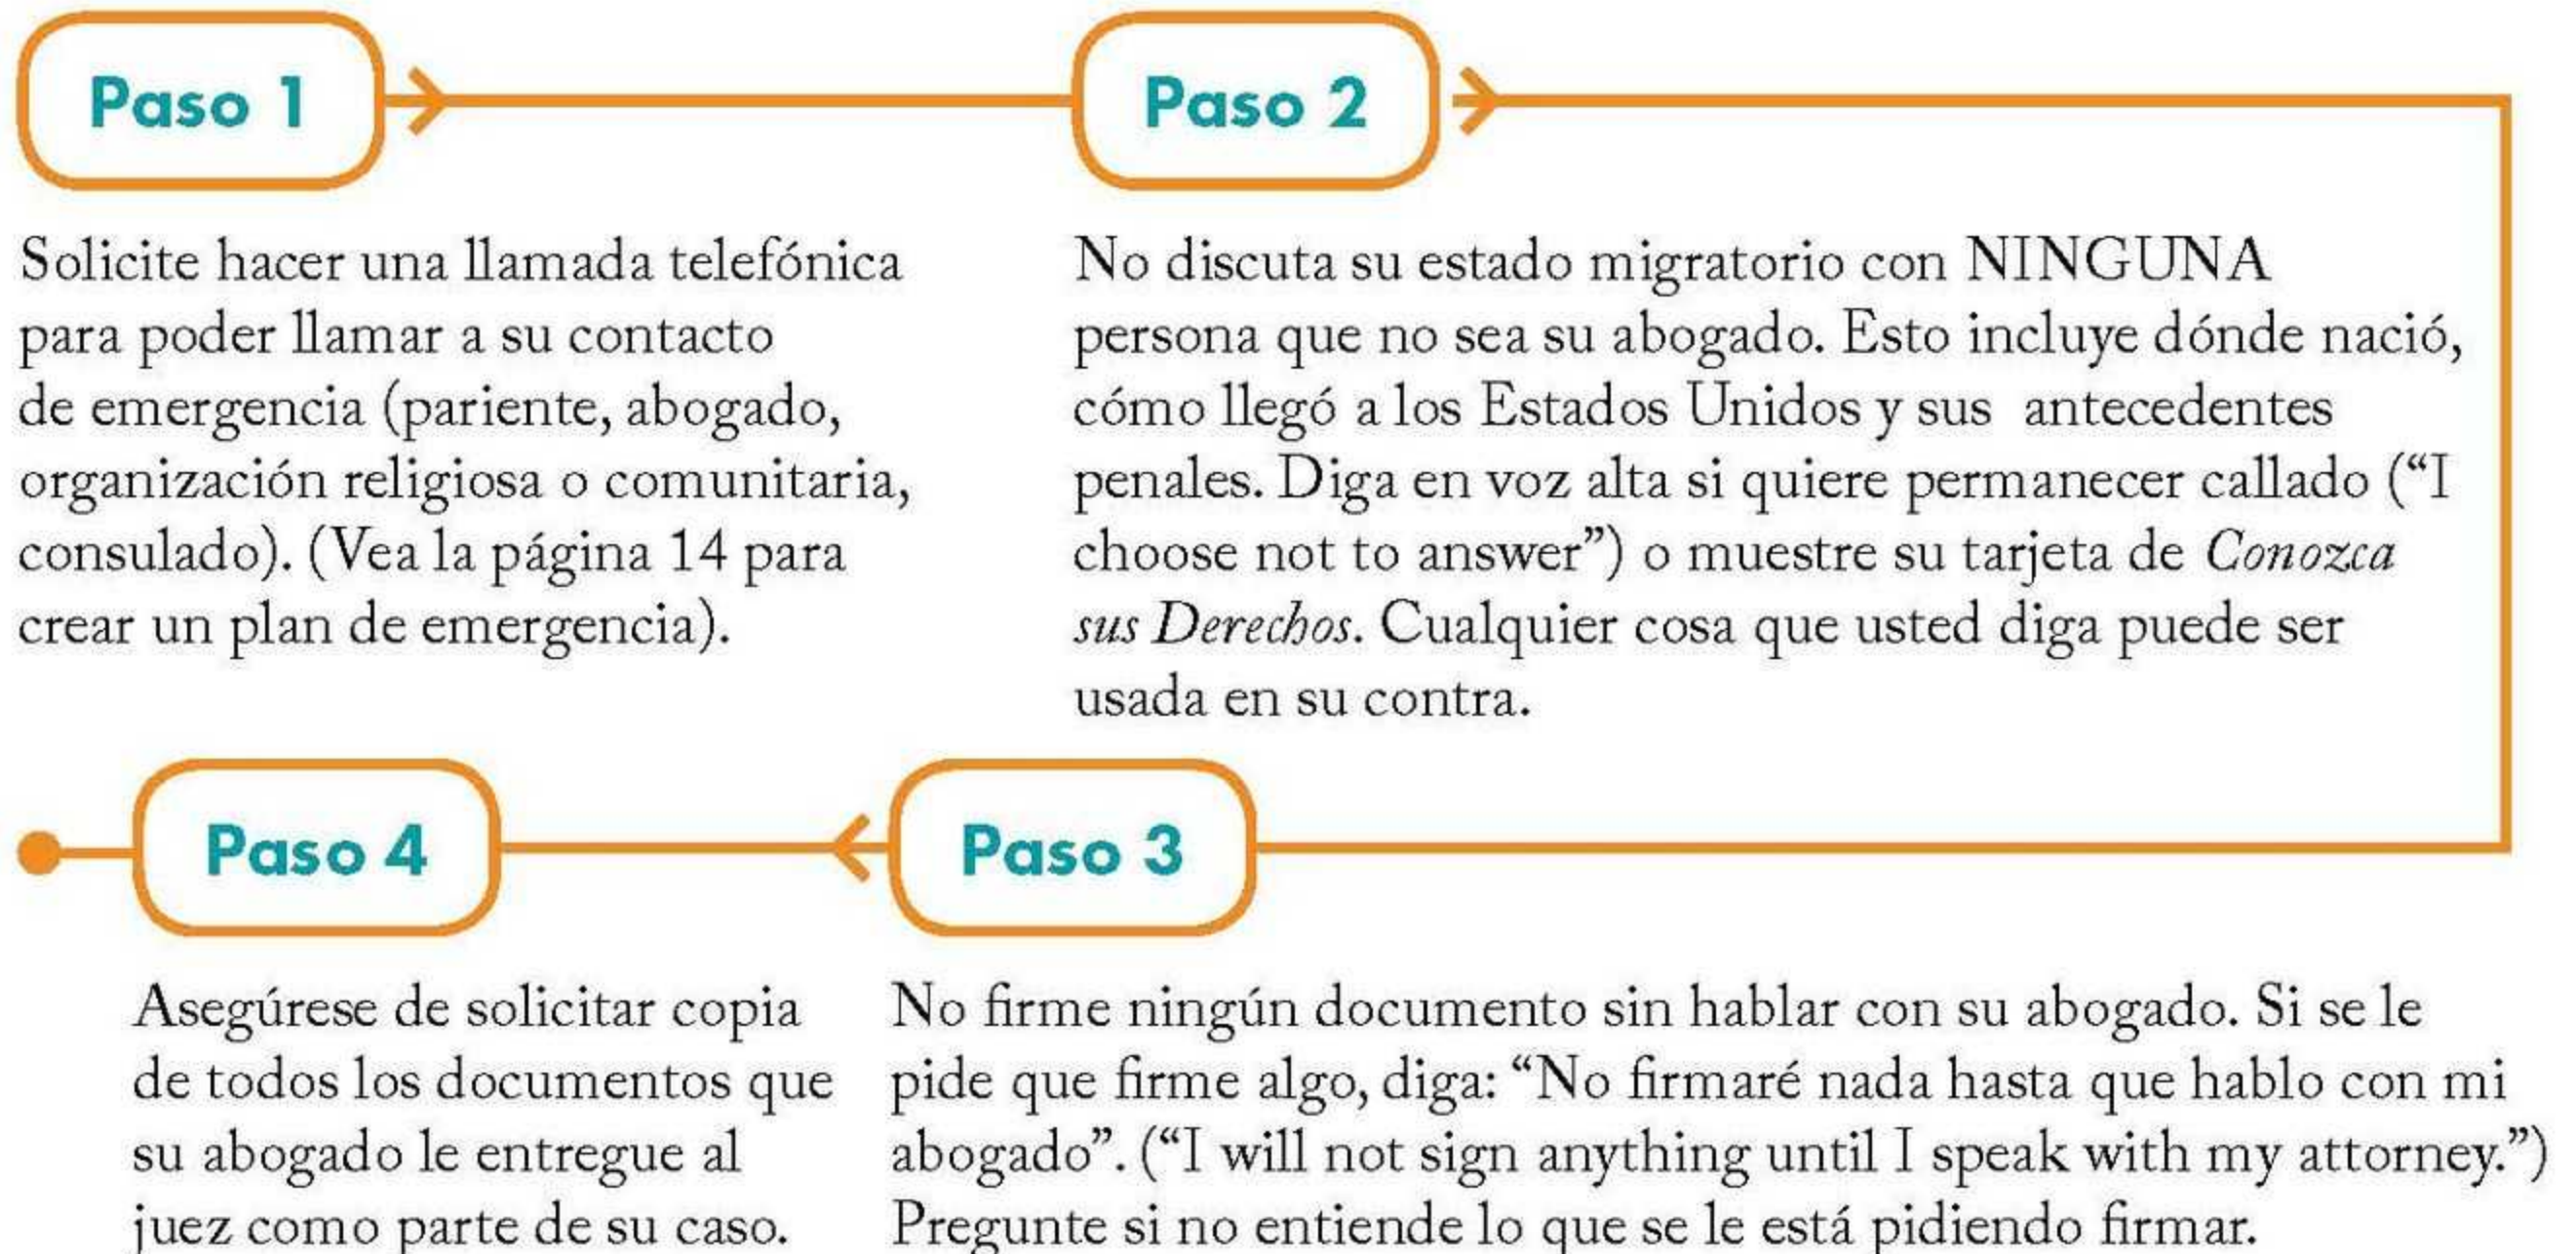 Paso 1
Solicite hacer una llamada telefónica
para poder llamar a su contacto
de emergencia (pariente, abogado,
organización religiosa o comunitaria,
consulado). (Vea la página 14 para
crear un plan de emergencia).
Paso 2
No discuta su estado migratorio con NINGUNA
persona que no sea su abogado. Esto incluye dónde nació,
cómo llegó a los Estados Unidos y sus antecedentes
penales. Diga en voz alta si quiere permanecer callado (“I
choose not to answer”) o muestre su tarjeta de Conozca
sus Derechos. Cualquier cosa que usted diga puede ser
usada en su contra.
Paso 3
No firme ningún documento sin hablar con su abogado. Si se le
pide que firme algo, diga: “No firmaré nada hasta que hablo con mi
abogado”. (“I will not sign anything until I speak with my attorney.”)
Pregunte si no entiende lo que se le está pidiendo firmar.
Paso 4
Asegúrese de solicitar copia
de todos los documentos que
su abogado le entregue al
juez como parte de su caso.